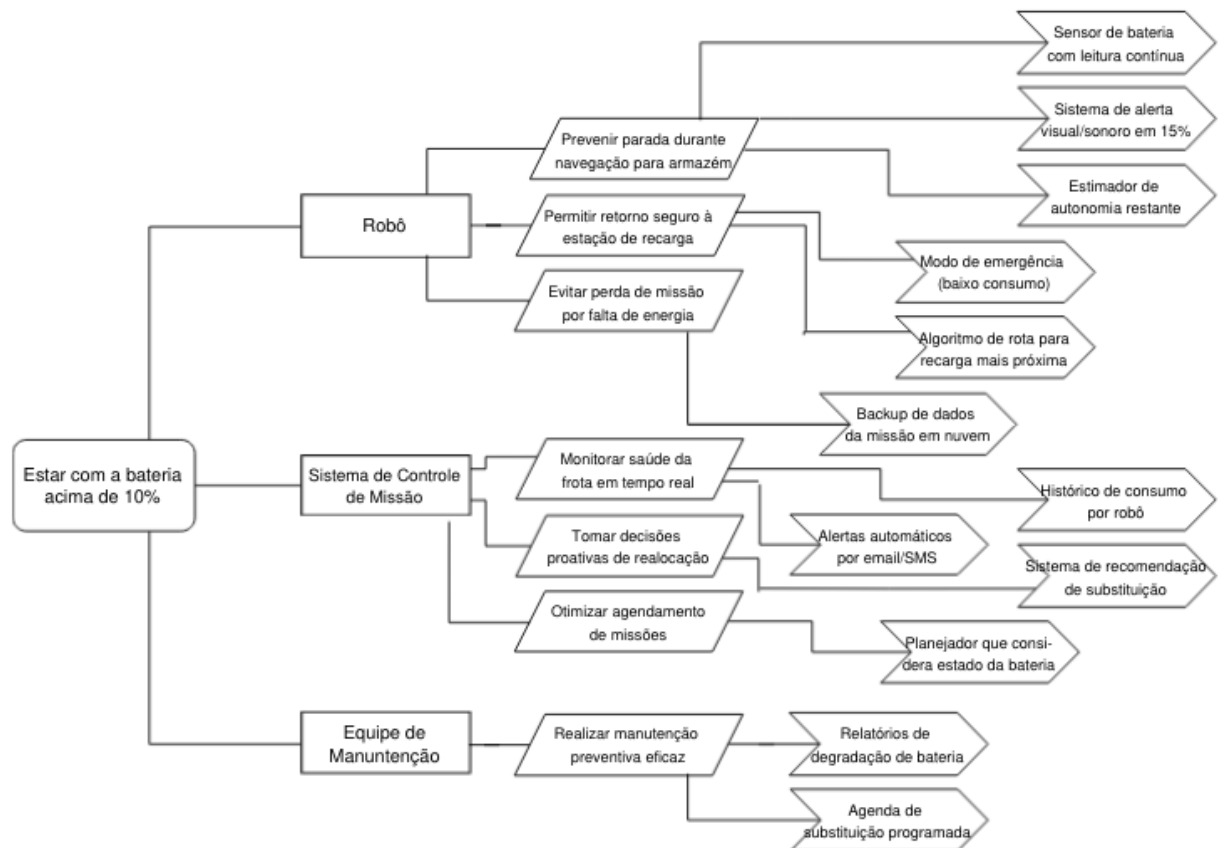 Sensor de bateria
com leitura contínua
Sistema de alerta
visual/sonoro em 15%
Prevenir parada durante
navegação para armazém
Estimador de
autonomia restante
Robô
Permitir retorno seguro à
estação de recarga
Modo de emergência
(baixo consumo)
Evitar perda de missão
por falta de energia
Algoritmo de rota para
recarga mais próxima
Backup de dados
da missão em nuvem
Estar com a bateria
acima de 10%
Sistema de Controle
de Missão
Monitorar saúde da
frota em tempo real
Histórico de consumo
por robô
Tomar decisões
proativas de realocação
Alertas automáticos
por email/SMS
Sistema de recomendação
de substituição
Otimizar agendamento
de missões
Planejador que consi-
dera estado da bateria
Equipe de
Manuntenção
Realizar manutenção
preventiva eficaz
Relatórios de
degradação de bateria
Agenda de
substituição programada